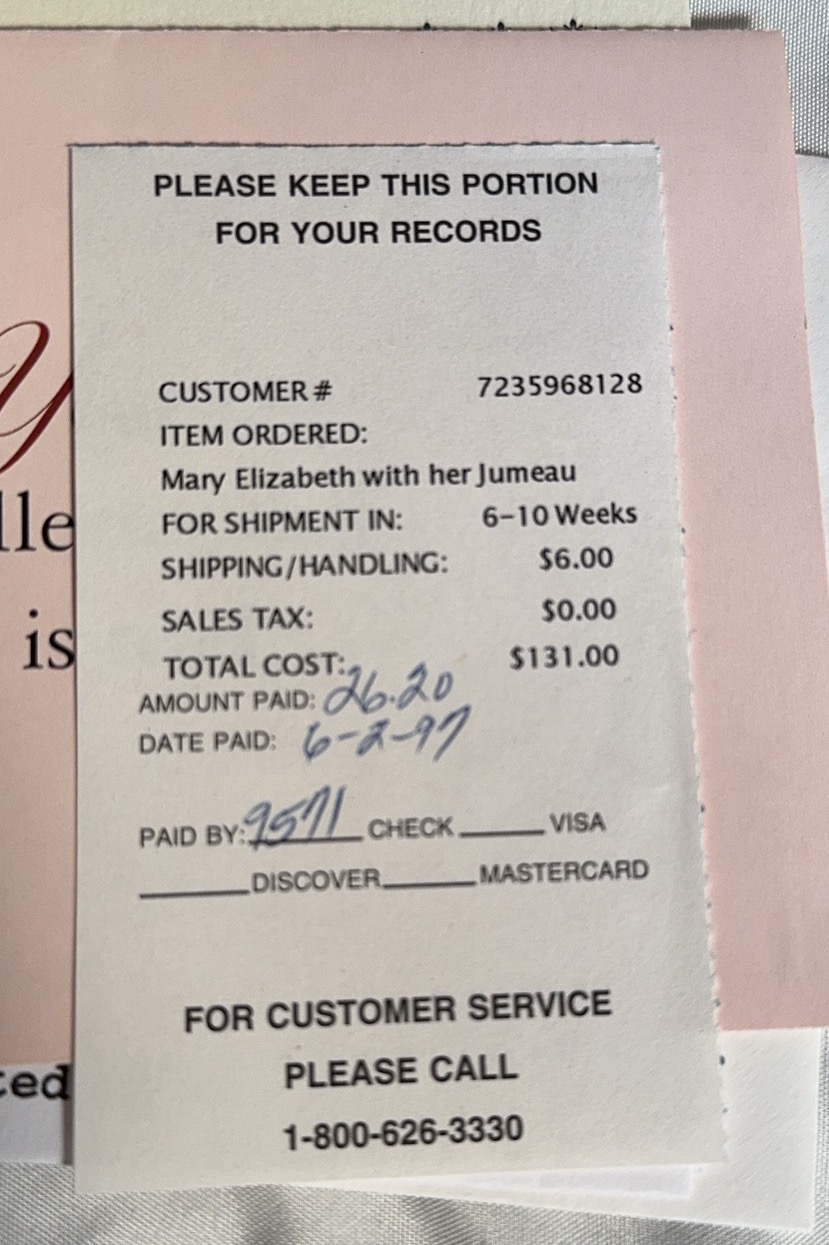 PLEASE KEEP THIS PORTION
FOR YOUR RECORDS
CUSTOMER # 7235968128
ITEM ORDERED:
Mary Elizabeth with her Jumeau
FOR SHIPMENT IN: 6-10 Weeks
SHIPPING/HANDLING: $6.00
SALES TAX: $0.00
TOTAL COST: $131.00
AMOUNT PAID: 26.20
DATE PAID: 6-2-97
PAID BY: 9571 CHECK ______ VISA
______ DISCOVER ______ MASTERCARD
FOR CUSTOMER SERVICE
PLEASE CALL
1-800-626-3330
lle
is